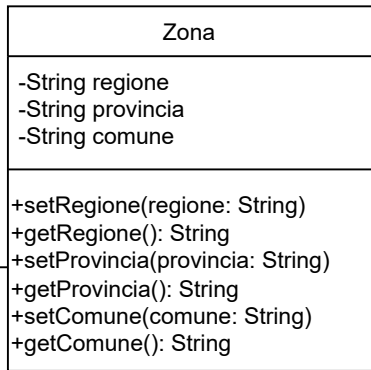 Zona
-String regione
-String provincia
-String comune
+setRegione(regione: String)
+getRegione(): String
+setProvincia(provincia: String)
+getProvincia(): String
+setComune(comune: String)
+getComune(): String